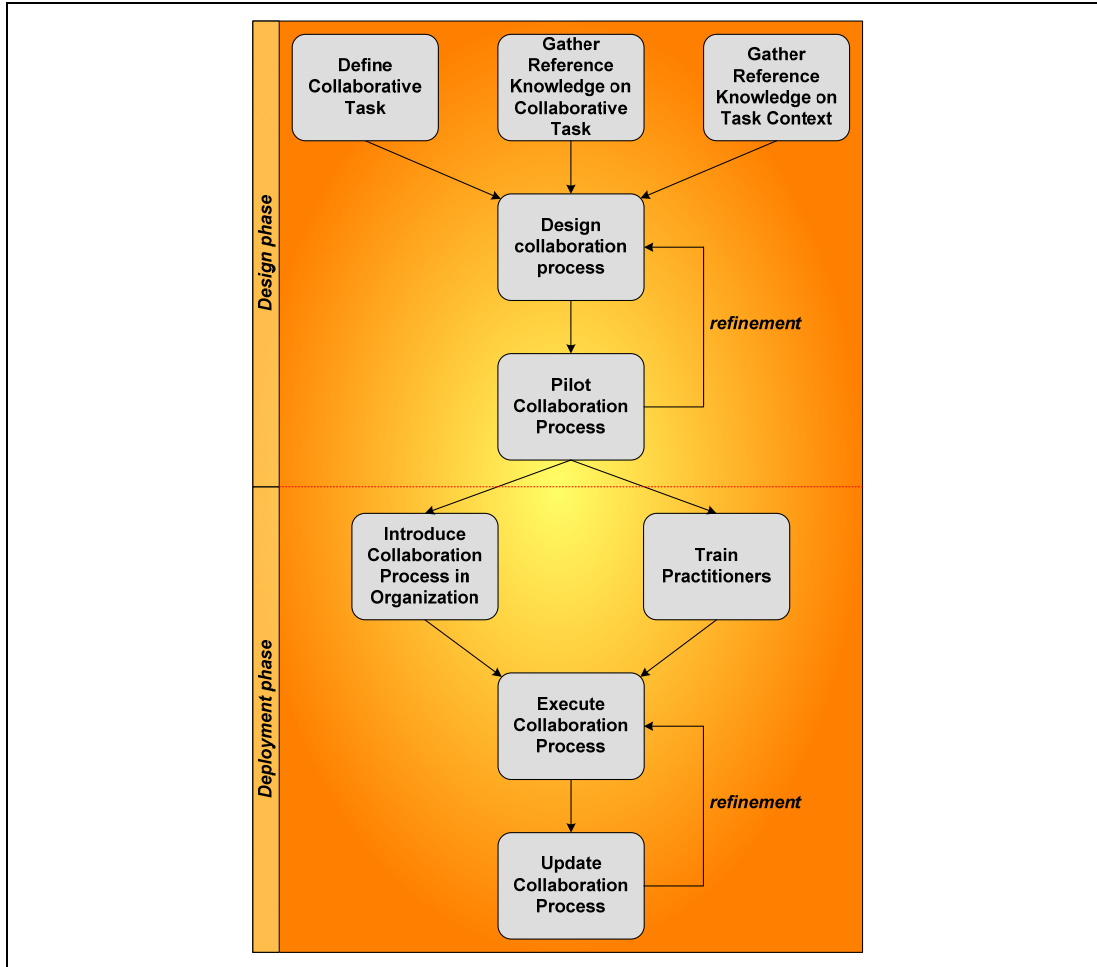 Design phase
Define
Collaborative
Task
Gather
Reference
Knowledge on
Collaborative
Task
Gather
Reference
Knowledge on
Task Context
Design
collaboration
process
refinement
Pilot
Collaboration
Process
Deployment phase
Introduce
Collaboration
Process in
Organization
Train
Practitioners
Execute
Collaboration
Process
refinement
Update
Collaboration
Process